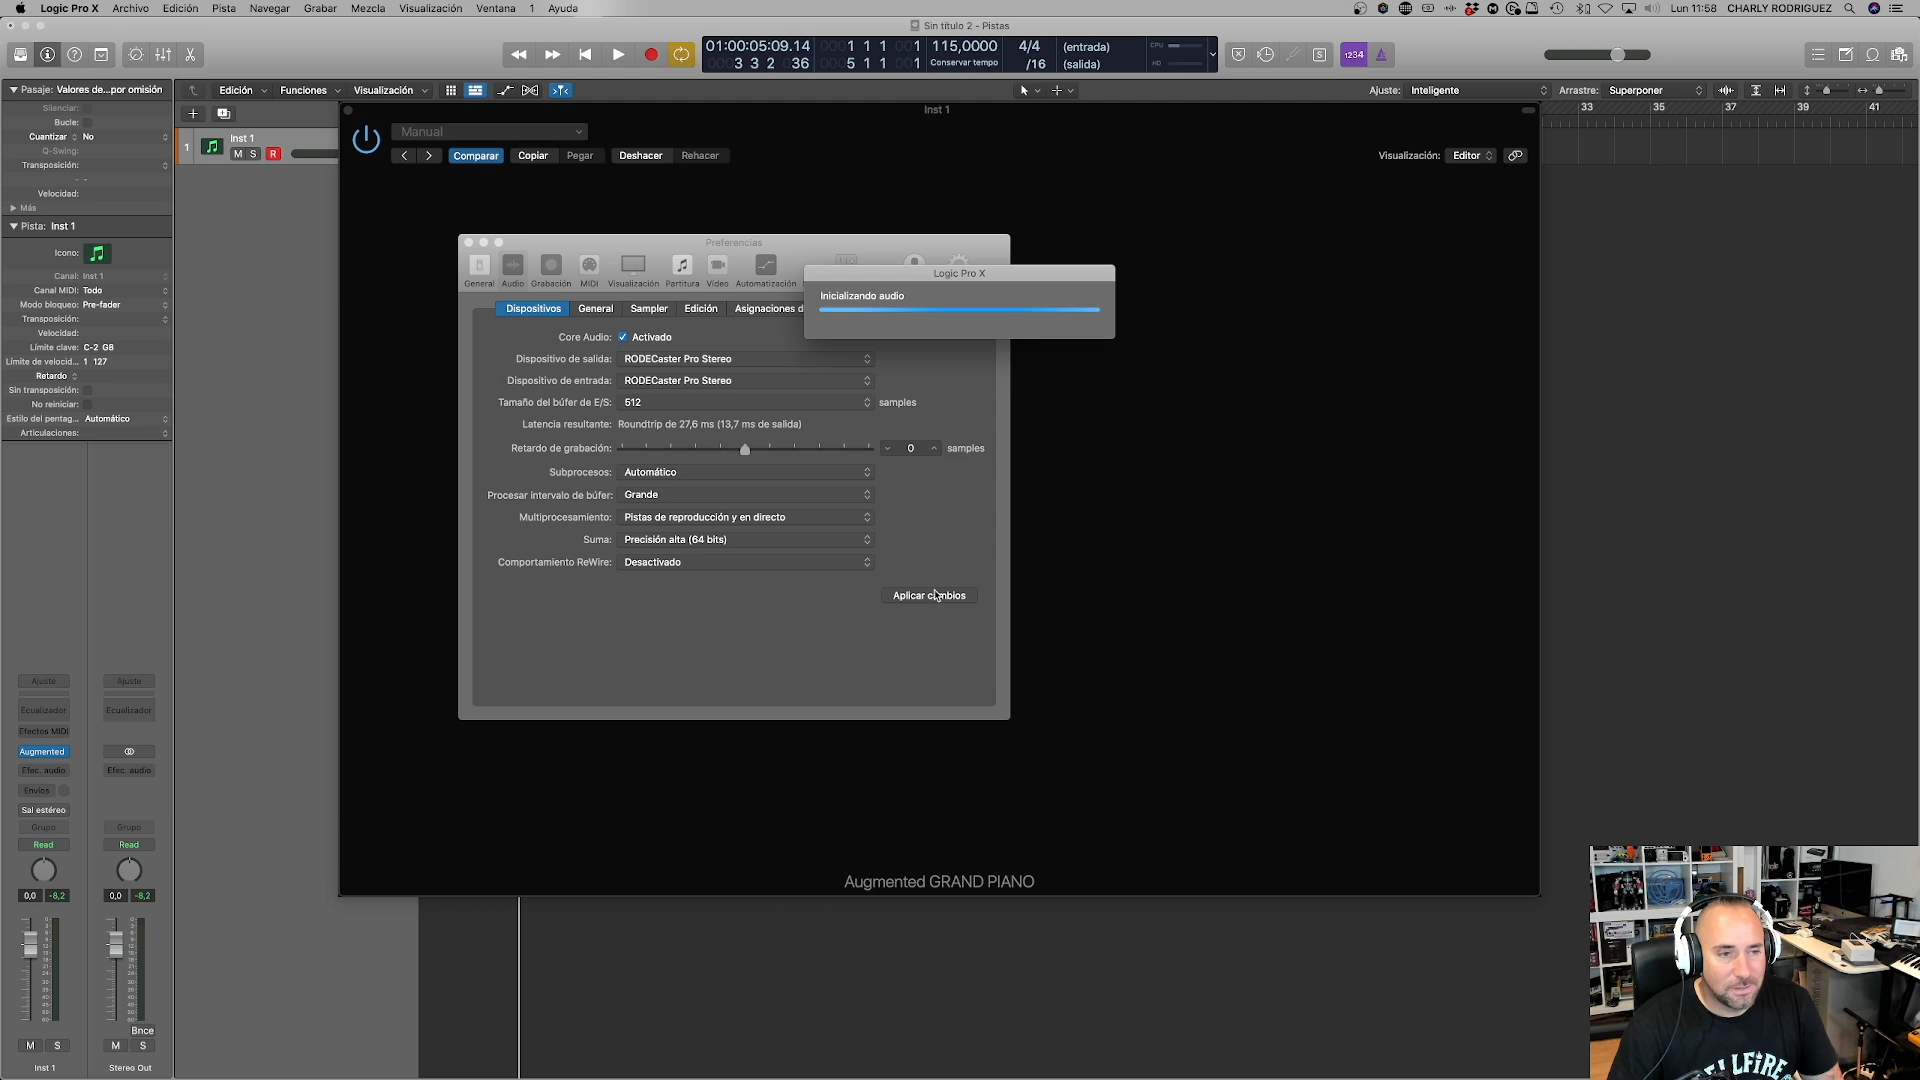 Logic Pro X Archivo Edición Pista Navegar Grabar Mezcla Visualización Ventana 1 Ayuda
Lun 11:58 CHARLY RODRIGUEZ
Sin título 2 - Pistas
01:00:05:09.14
3 3 2 36
1 1 1 1
5 1 1 1
115,0000
Conservar tempo
4/4
/16
(entrada)
(salida)
CPU
HD
1234
Pasaje: Valores de...por omisión
Silenciar:
Bucle:
Cuantizar No
Q-Swing:
Transposición:
Velocidad:
Más
Pista: Inst 1
Icono:
Canal: Inst 1
Canal MIDI: Todo
Modo bloqueo: Pre-fader
Transposición:
Velocidad:
Límite clave: C-2 G8
Límite de velocid... 1 127
Retardo
Sin transposición:
No reiniciar:
Estilo del pentag... Automático
Articulaciones:
Edición Funciones Visualización
Ajuste: Inteligente
Arrastre: Superponer
33 35 37 39 41
1
Inst 1
M S R
Inst 1
Manual
Comparar Copiar Pegar Deshacer Rehacer
Visualización: Editor
Preferencias
General Audio Grabación MIDI Visualización Partitura Vídeo Automatización
Dispositivos General Sampler Edición Asignaciones d
Logic Pro X
Inicializando audio
Core Audio: Activado
Dispositivo de salida: RODECaster Pro Stereo
Dispositivo de entrada: RODECaster Pro Stereo
Tamaño del búfer de E/S: 512 samples
Latencia resultante: Roundtrip de 27,6 ms (13,7 ms de salida)
Retardo de grabación: 0 samples
Subprocesos: Automático
Procesar intervalo de búfer: Grande
Multiprocesamiento: Pistas de reproducción y en directo
Suma: Precisión alta (64 bits)
Comportamiento ReWire: Desactivado
Aplicar cambios
Augmented GRAND PIANO
Ajuste Ajuste
Ecualizador Ecualizador
Efectos MIDI
Augmented
Efec. audio Efec. audio
Envíos
Sal estéreo
Grupo Grupo
Read Read
0,0 -8,2 0,0 -8,2
Bnce
M S M S
Inst 1 Stereo Out